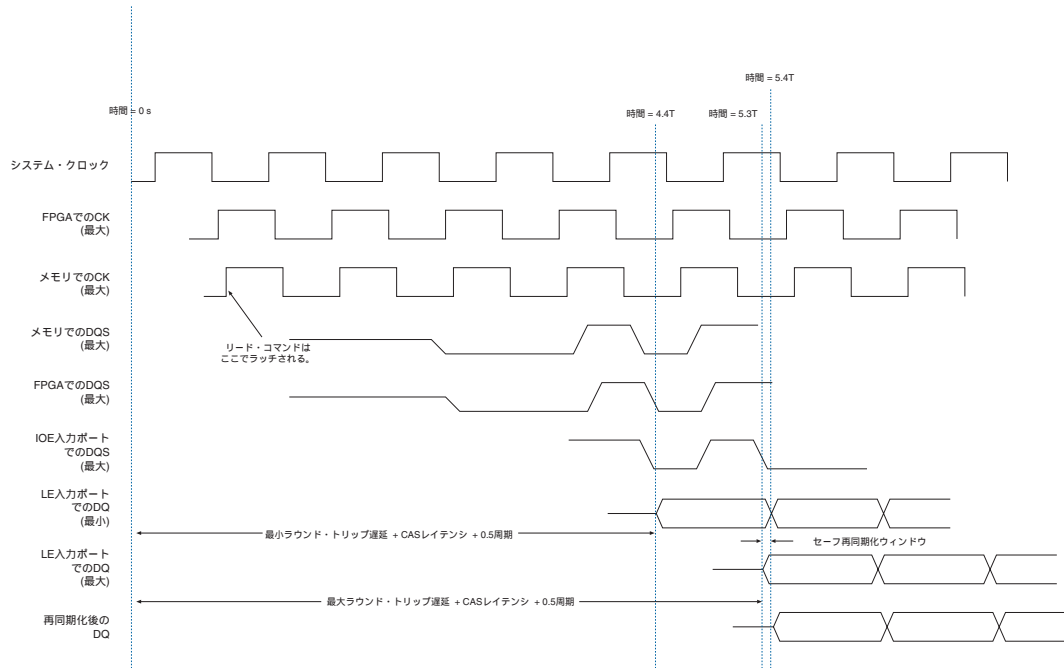 時間 = 5.4T
時間 = 0 s
時間 = 4.4T
時間 = 5.3T
システム・クロック
FPGAでのCK
(最大)
メモリでのCK
(最大)
メモリでのDQS
(最大)
リード・コマンドは
ここでラッチされる。
FPGAでのDQS
(最大)
IOE入力ポート
でのDQS
(最大)
LE入力ポート
でのDQ
(最小)
最小ラウンド・トリップ遅延 + CASレイテンシ + 0.5周期
セーフ再同期化ウィンドウ
LE入力ポート
でのDQ
(最大)
最大ラウンド・トリップ遅延 + CASレイテンシ + 0.5周期
再同期化後の
DQ